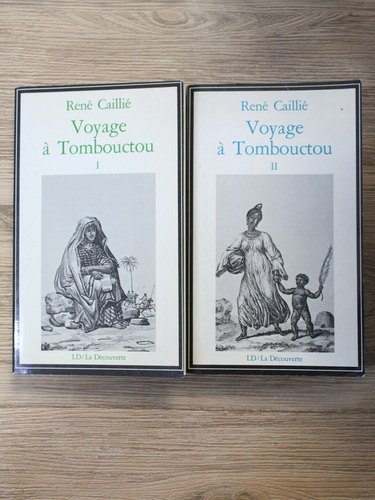 René Caillié
Voyage
à Tombouctou
I
LD/La Découverte
René Caillié
Voyage
à Tombouctou
II
LD/La Découverte